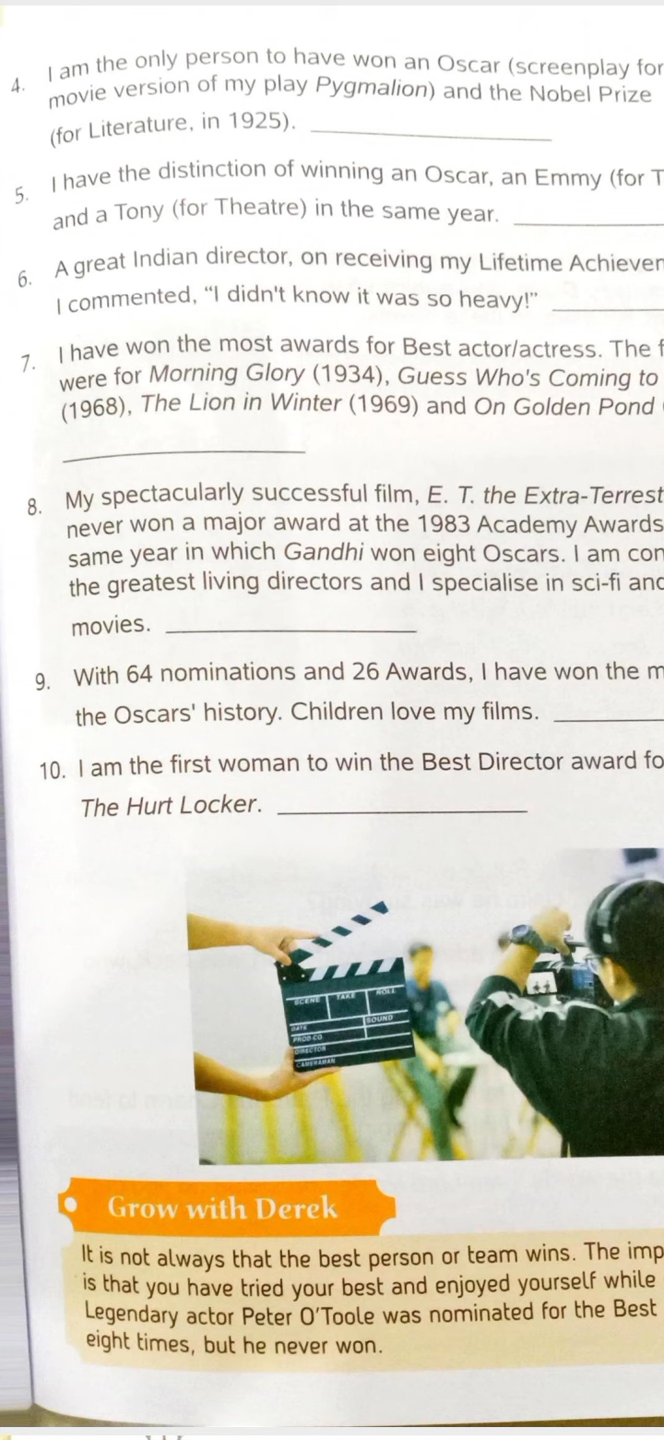 4. I am the only person to have won an Oscar (screenplay for
movie version of my play Pygmalion) and the Nobel Prize
(for Literature, in 1925).
5. I have the distinction of winning an Oscar, an Emmy (for T
and a Tony (for Theatre) in the same year.
6. A great Indian director, on receiving my Lifetime Achievem
I commented, “I didn't know it was so heavy!”
7. I have won the most awards for Best actor/actress. The f
were for Morning Glory (1934), Guess Who's Coming to
(1968), The Lion in Winter (1969) and On Golden Pond
8. My spectacularly successful film, E. T. the Extra-Terrest
never won a major award at the 1983 Academy Awards
same year in which Gandhi won eight Oscars. I am con
the greatest living directors and I specialise in sci-fi and
movies.
9. With 64 nominations and 26 Awards, I have won the m
the Oscars' history. Children love my films.
10. I am the first woman to win the Best Director award fo
The Hurt Locker.
SCENE TAKE ROLL
DATE SOUND
PROD.CO.
DIRECTOR
CAMERAMAN
Grow with Derek
It is not always that the best person or team wins. The imp
is that you have tried your best and enjoyed yourself while
Legendary actor Peter O'Toole was nominated for the Best
eight times, but he never won.